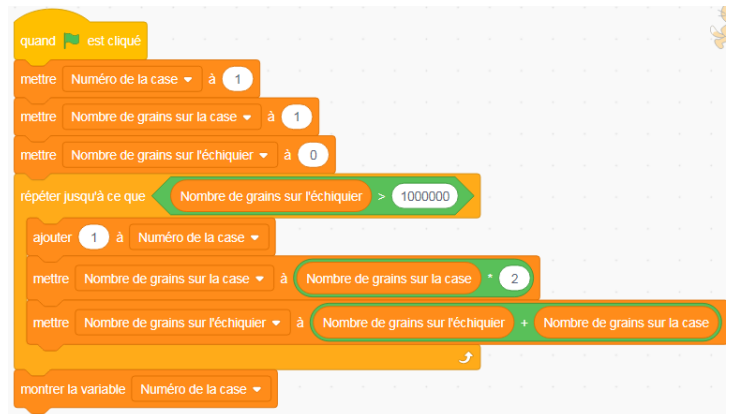 quand est cliqué
mettre Numéro de la case à 1
mettre Nombre de grains sur la case à 1
mettre Nombre de grains sur l'échiquier à 0
répéter jusqu'à ce que Nombre de grains sur l'échiquier > 1000000
ajouter 1 à Numéro de la case
mettre Nombre de grains sur la case à Nombre de grains sur la case * 2
mettre Nombre de grains sur l'échiquier à Nombre de grains sur l'échiquier + Nombre de grains sur la case
montrer la variable Numéro de la case